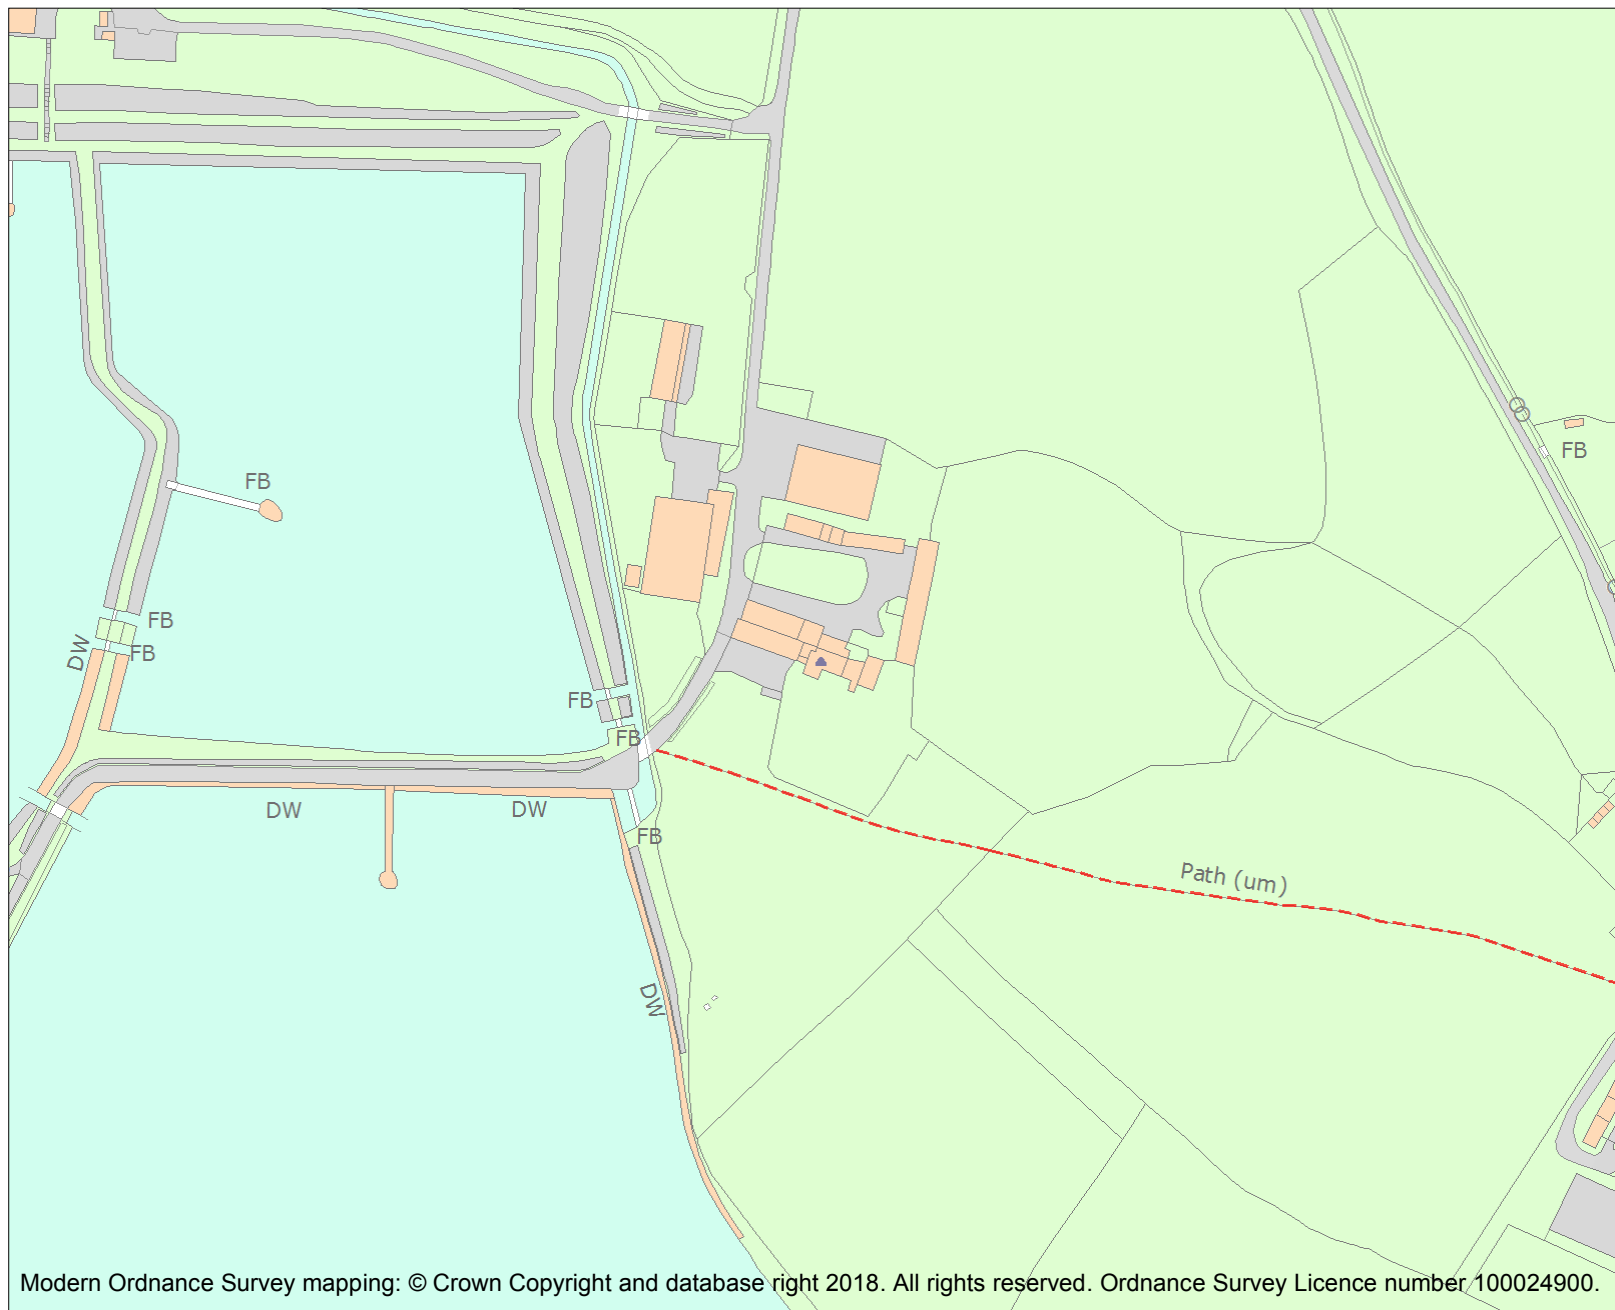 FB
FB
FB
FB
DW
FB
FB
DW
DW
FB
Path (um)
DW
Modern Ordnance Survey mapping: © Crown Copyright and database right 2018. All rights reserved. Ordnance Survey Licence number 100024900.